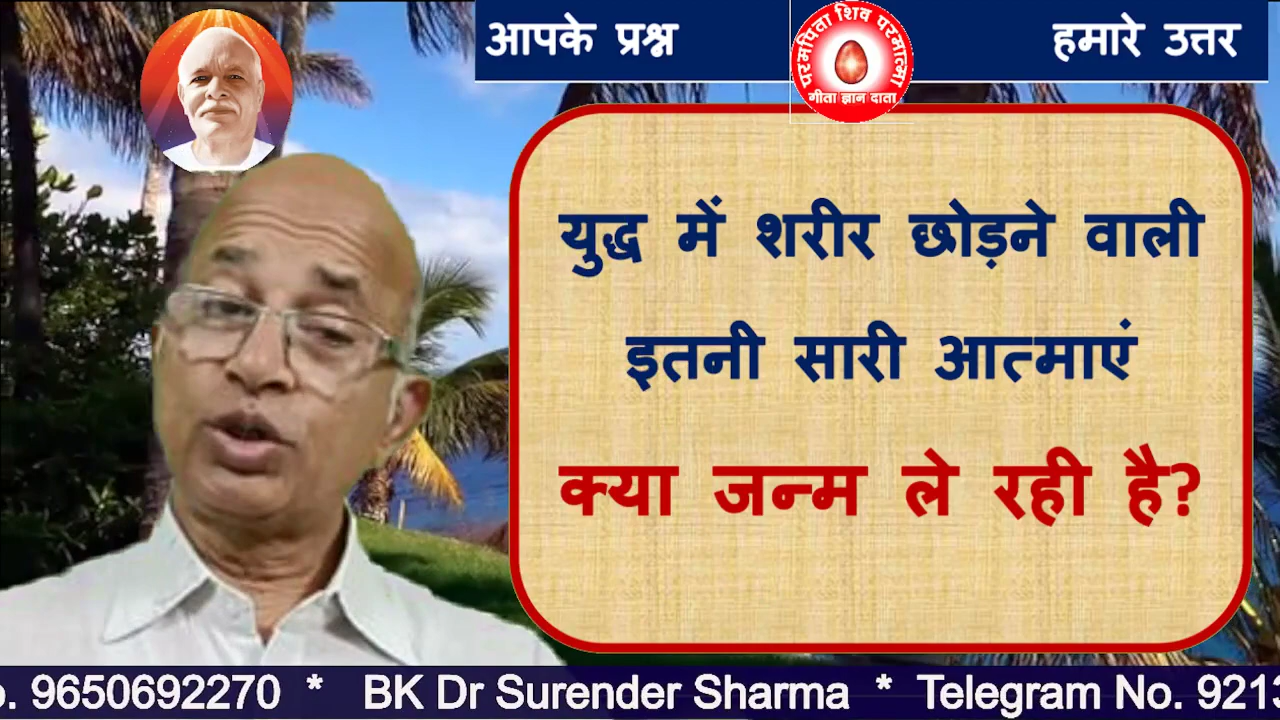 आपके प्रश्न
परमपिता शिव परमात्मा
गीता ज्ञान दाता
हमारे उत्तर
युद्ध में शरीर छोड़ने वाली
इतनी सारी आत्माएं
क्या जन्म ले रही है?
o. 9650692270 * BK Dr Surender Sharma * Telegram No. 9213